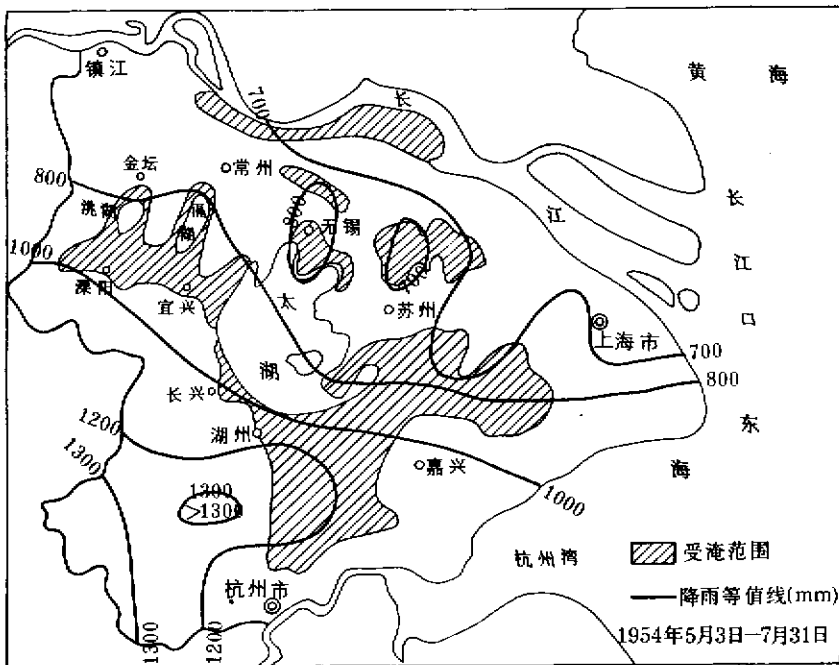 黄海
镇江
长
700
金坛
常州
800
洮湖
滆湖
800
无锡
江
长江口
1000
溧阳
宜兴
太
700
苏州
上海市
700
湖
800
长兴
湖州
嘉兴
东海
1200
1300
1300
>1300
1000
杭州湾
受淹范围
杭州市
降雨等值线(mm)
1300
1200
1954年5月3日—7月31日